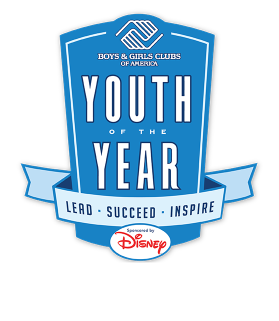 BOYS & GIRLS CLUBS
OF AMERICA
YOUTH
OF THE
YEAR
LEAD · SUCCEED · INSPIRE
Sponsored by
Disney